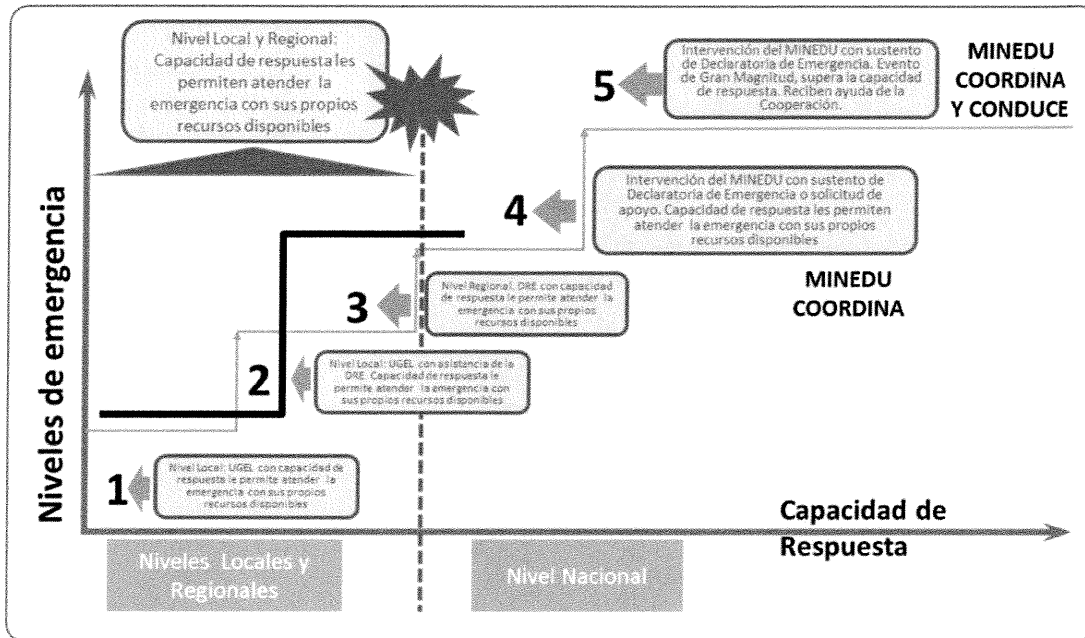 Niveles de emergencia
Nivel Local y Regional:
Capacidad de respuesta les
permiten atender la
emergencia con sus propios
recursos disponibles
5
Intervención del MINEDU con sustento
de Declaratoria de Emergencia. Evento
de Gran Magnitud, supera la capacidad
de respuesta. Reciben ayuda de la
Cooperación.
MINEDU
COORDINA
Y CONDUCE
4
Intervención del MINEDU con sustento de
Declaratoria de Emergencia o solicitud de
apoyo. Capacidad de respuesta les permiten
atender la emergencia con sus propios
recursos disponibles
MINEDU
COORDINA
3
Nivel Regional. DRE con capacidad
de respuesta le permite atender la
emergencia con sus propios
recursos disponibles
2
Nivel Local: UGEL con asistencia de la
DRE. Capacidad de respuesta le
permite atender la emergencia con
sus propios recursos disponibles
1
Nivel Local: UGEL con capacidad de
respuesta le permite atender la
emergencia con sus propios
recursos disponibles
Capacidad de
Respuesta
Niveles Locales y
Regionales
Nivel Nacional